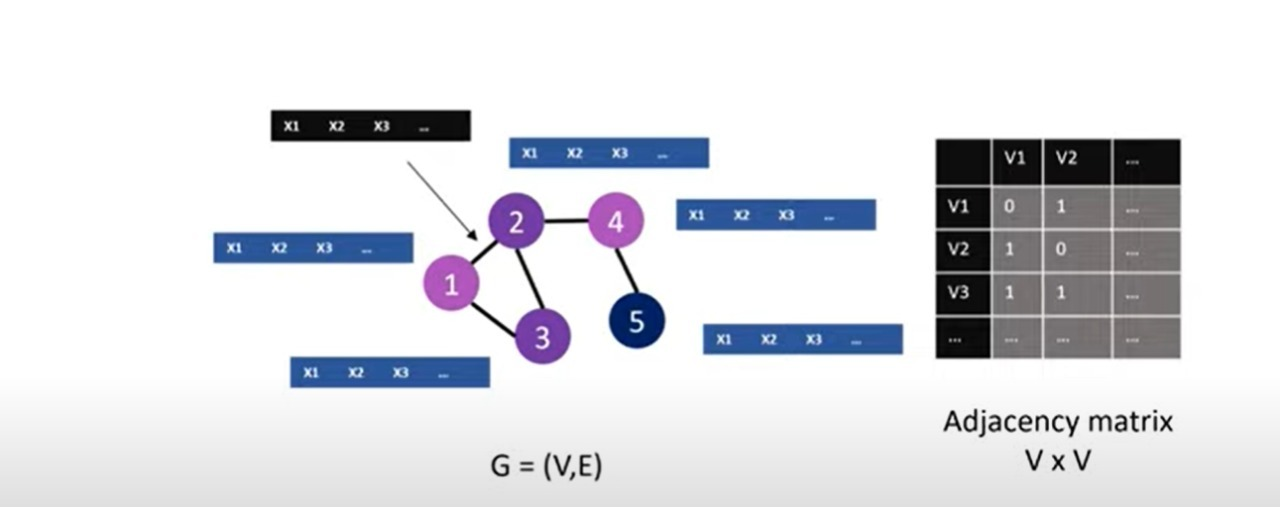 X1 X2 X3 ...
X1 X2 X3 ...
X1 X2 X3 ...
X1 X2 X3 ...
2
4
1
5
3
X1 X2 X3 ...
X1 X2 X3 ...
G = (V,E)
V1 V2 ...
V1 0 1 ...
V2 1 0 ...
V3 1 1 ...
... ... ... ...
Adjacency matrix
V x V